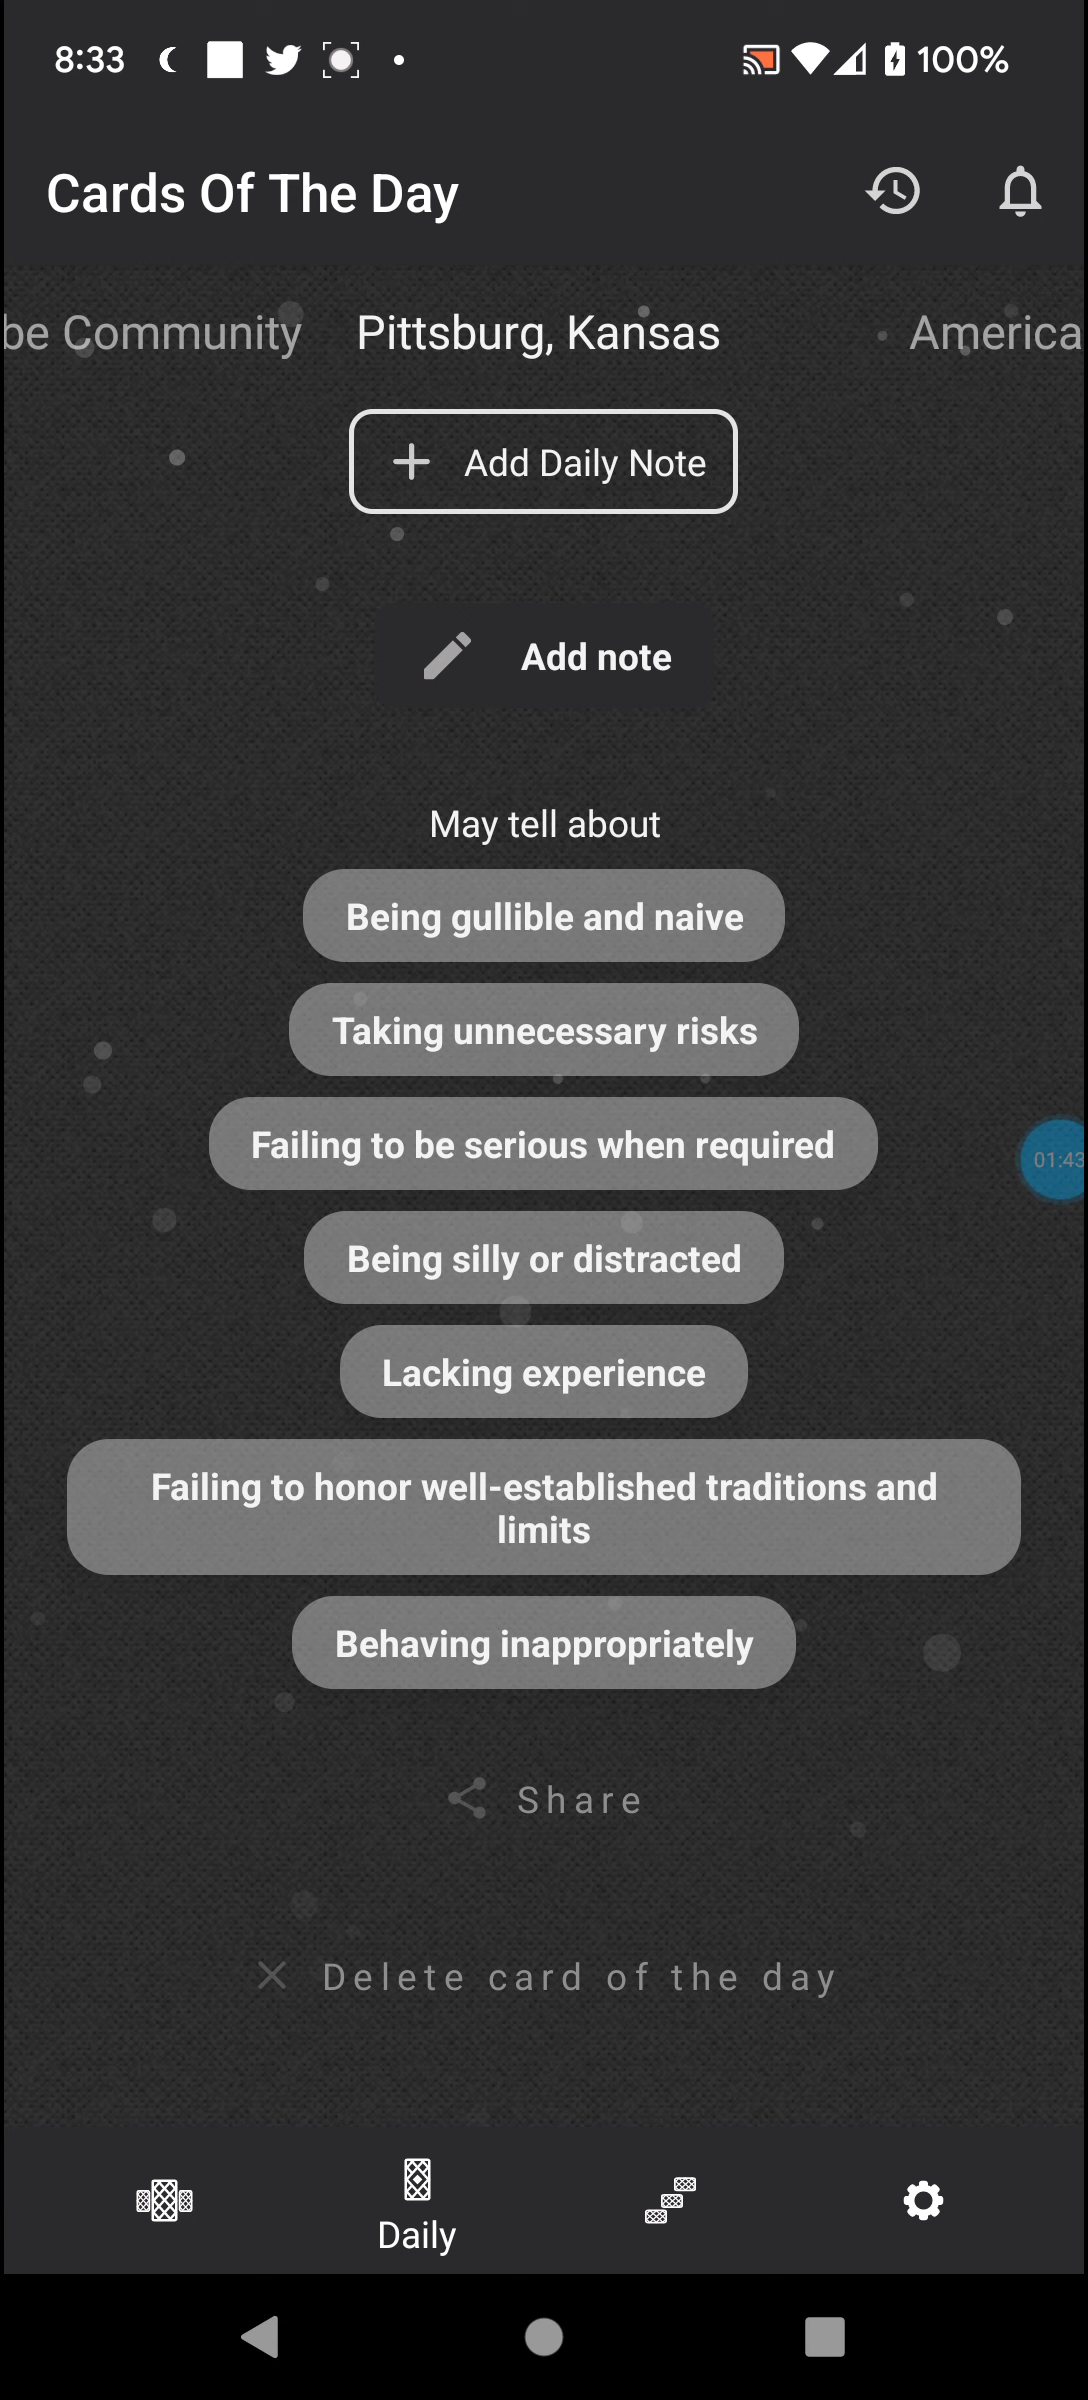 8:33
100%
Cards Of The Day
be Community
Pittsburg, Kansas
America
Add Daily Note
Add note
May tell about
Being gullible and naive
Taking unnecessary risks
Failing to be serious when required
01:43
Being silly or distracted
Lacking experience
Failing to honor well-established traditions and
limits
Behaving inappropriately
Share
Delete card of the day
Daily